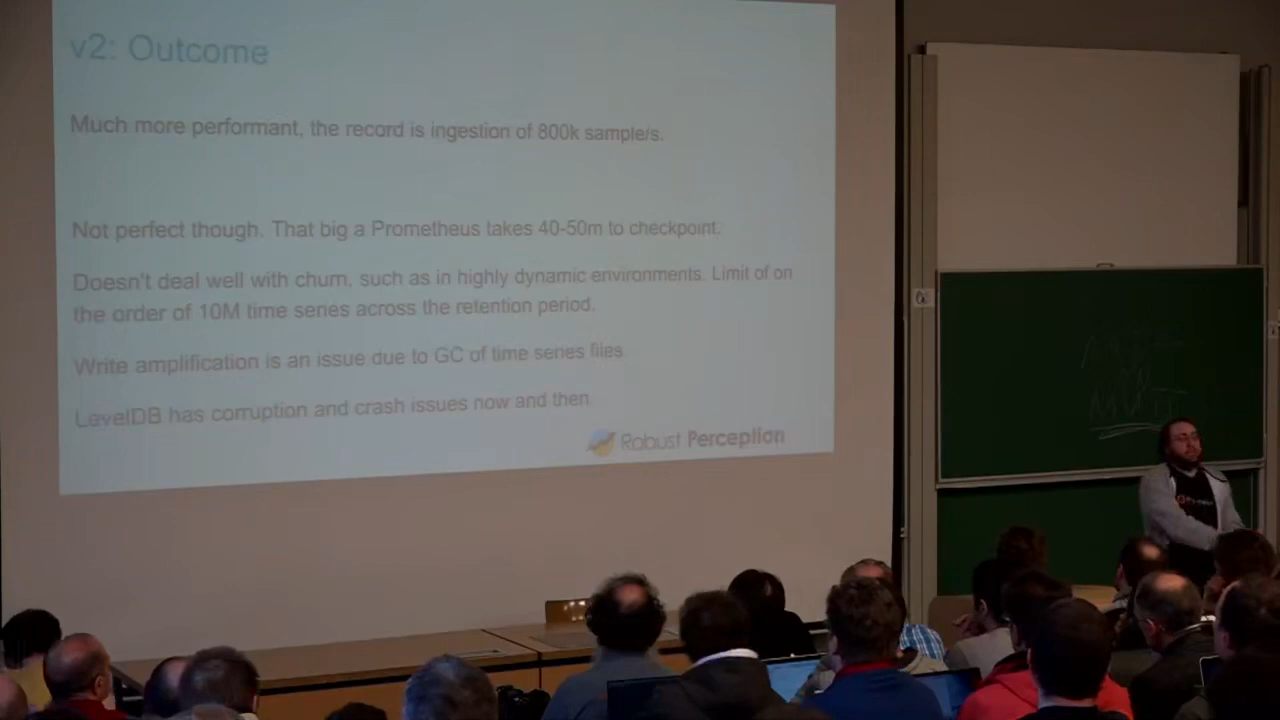 v2: Outcome
Much more performant, the record is ingestion of 800k sample/s.
Not perfect though. That big a Prometheus takes 40-50m to checkpoint.
Doesn't deal well with churn, such as in highly dynamic environments. Limit of on
the order of 10M time series across the retention period.
Write amplification is an issue due to GC of time series files.
LevelDB has corruption and crash issues now and then.
Robust Perception